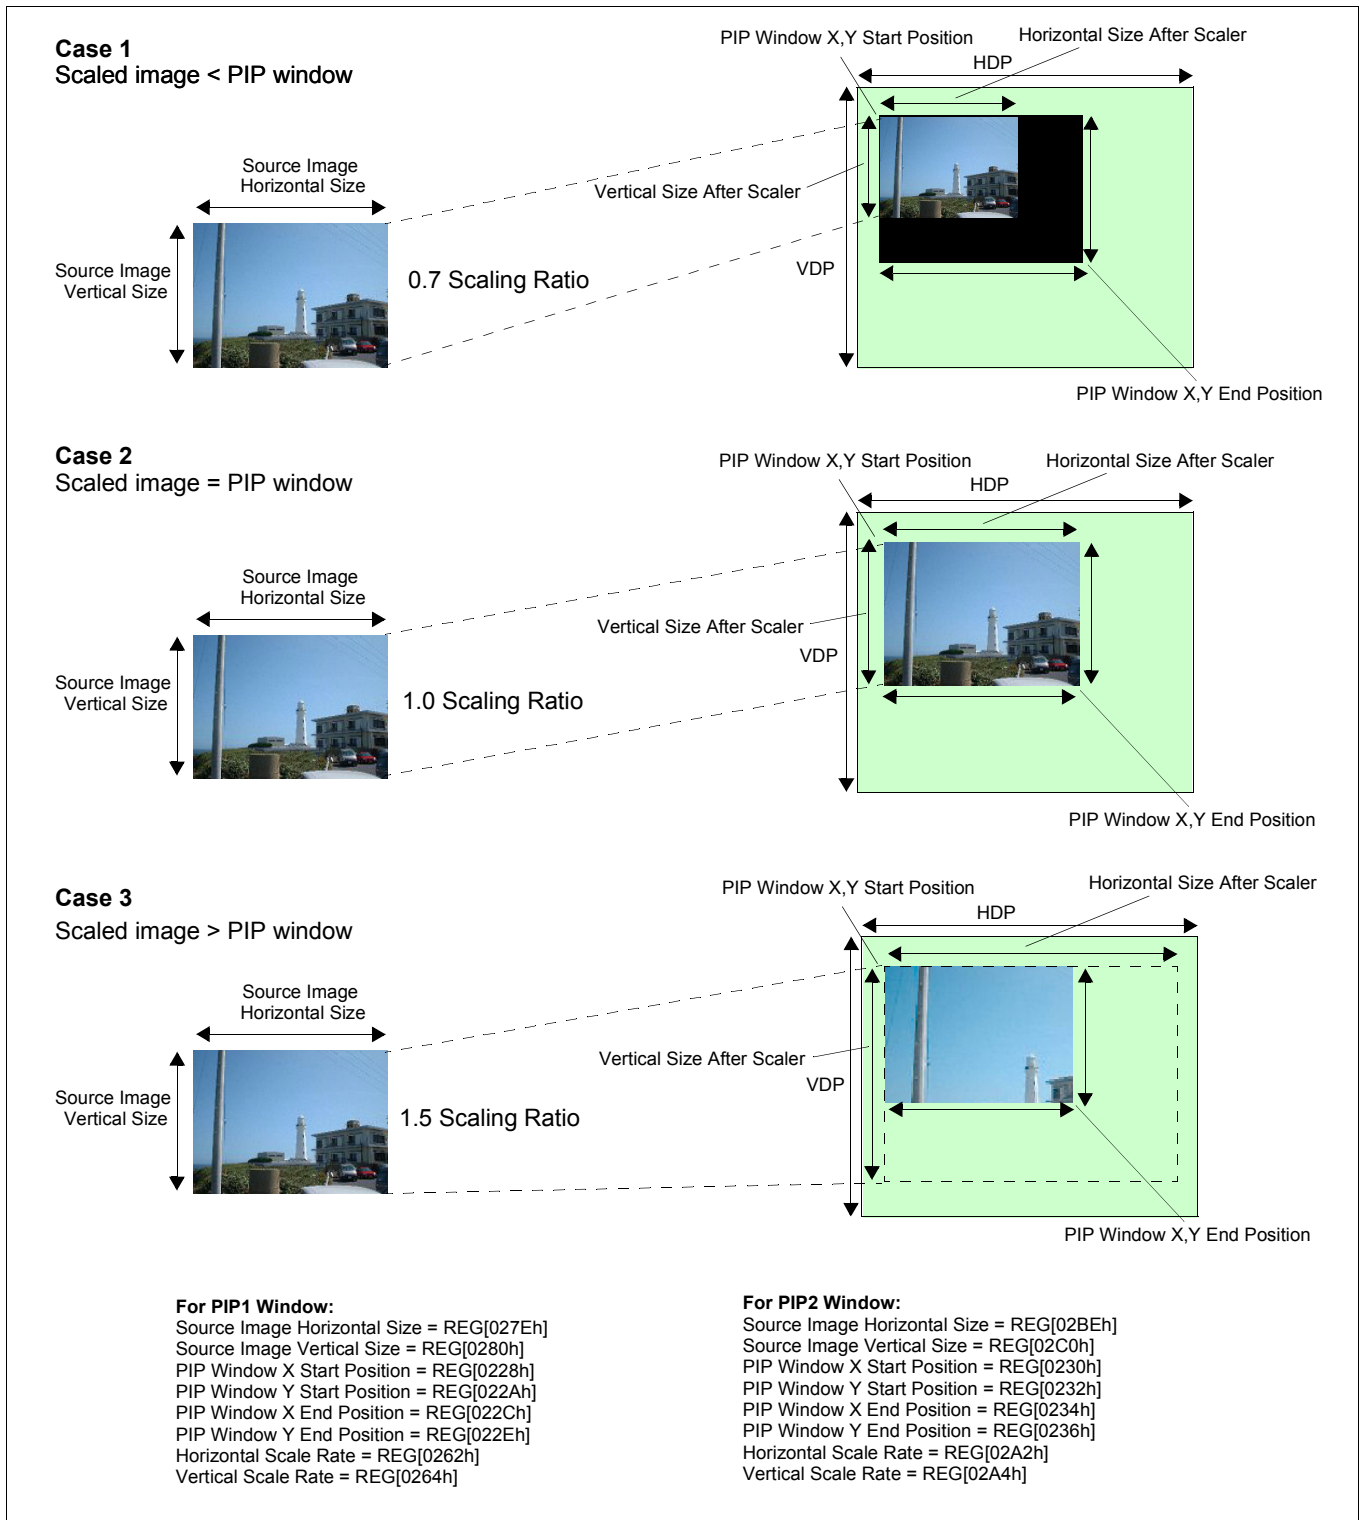 Case 1
Scaled image < PIP window
PIP Window X,Y Start Position
Horizontal Size After Scaler
HDP
Source Image
Horizontal Size
Vertical Size After Scaler
Source Image
Vertical Size
0.7 Scaling Ratio
VDP
PIP Window X,Y End Position
Case 2
Scaled image = PIP window
PIP Window X,Y Start Position
Horizontal Size After Scaler
HDP
Source Image
Horizontal Size
Vertical Size After Scaler
VDP
Source Image
Vertical Size
1.0 Scaling Ratio
PIP Window X,Y End Position
Case 3
Scaled image > PIP window
PIP Window X,Y Start Position
Horizontal Size After Scaler
HDP
Source Image
Horizontal Size
Vertical Size After Scaler
VDP
Source Image
Vertical Size
1.5 Scaling Ratio
PIP Window X,Y End Position
For PIP1 Window:
Source Image Horizontal Size = REG[027Eh]
Source Image Vertical Size = REG[0280h]
PIP Window X Start Position = REG[0228h]
PIP Window Y Start Position = REG[022Ah]
PIP Window X End Position = REG[022Ch]
PIP Window Y End Position = REG[022Eh]
Horizontal Scale Rate = REG[0262h]
Vertical Scale Rate = REG[0264h]
For PIP2 Window:
Source Image Horizontal Size = REG[02BEh]
Source Image Vertical Size = REG[02C0h]
PIP Window X Start Position = REG[0230h]
PIP Window Y Start Position = REG[0232h]
PIP Window X End Position = REG[0234h]
PIP Window Y End Position = REG[0236h]
Horizontal Scale Rate = REG[02A2h]
Vertical Scale Rate = REG[02A4h]